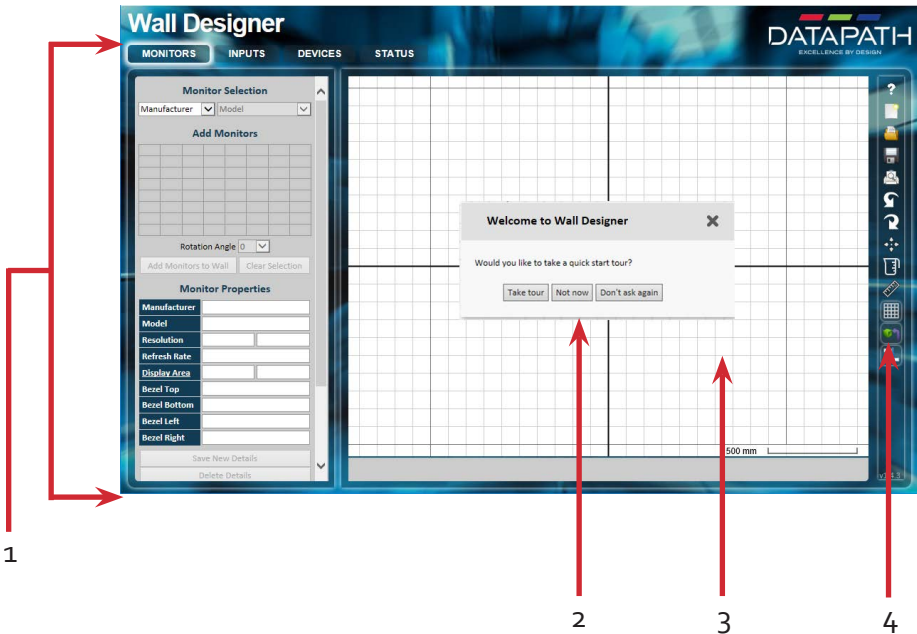 Wall Designer
DATAPATH
EXCELLENCE BY DESIGN
MONITORS INPUTS DEVICES STATUS
Monitor Selection
Manufacturer Model
Add Monitors
Rotation Angle 0
Add Monitors to Wall Clear Selection
Monitor Properties
Manufacturer
Model
Resolution
Refresh Rate
Display Area
Bezel Top
Bezel Bottom
Bezel Left
Bezel Right
Save New Details
Delete Details
Welcome to Wall Designer
Would you like to take a quick start tour?
Take tour Not now Don't ask again
500 mm
?
1
2
3
4